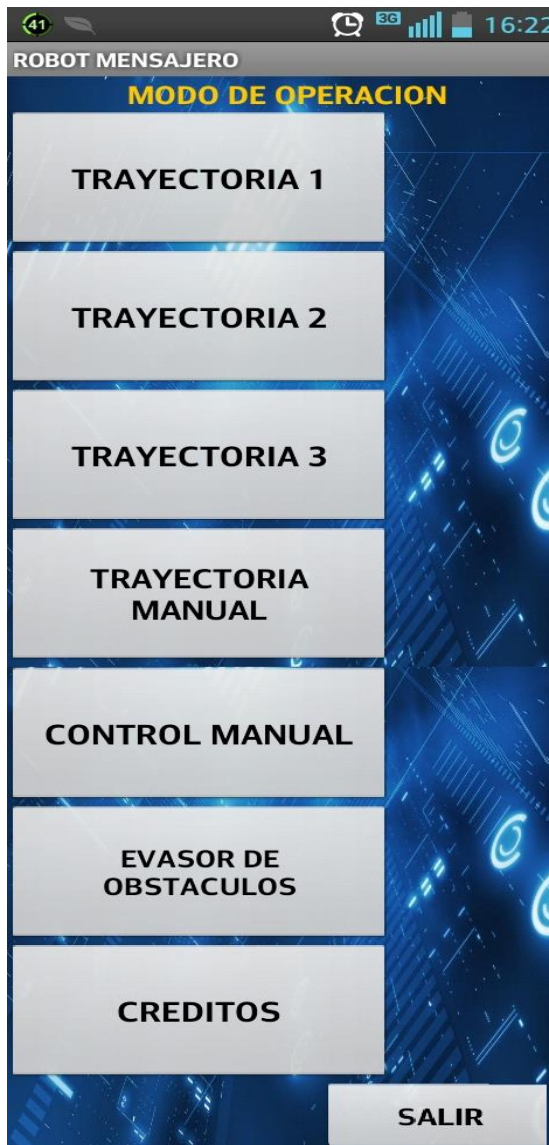 41
3G
16:22
ROBOT MENSAJERO
MODO DE OPERACION
TRAYECTORIA 1
TRAYECTORIA 2
TRAYECTORIA 3
TRAYECTORIA
MANUAL
CONTROL MANUAL
EVASOR DE
OBSTACULOS
CREDITOS
SALIR